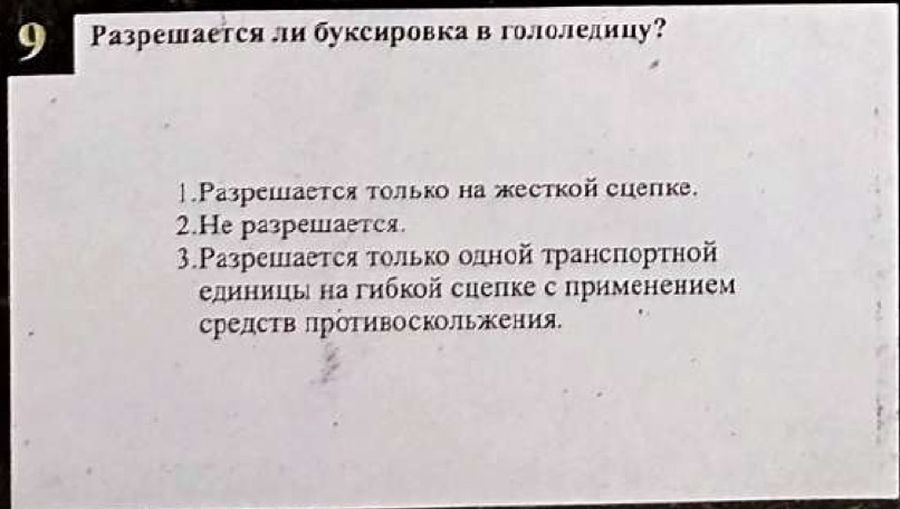 9 Разрешается ли буксировка в гололедицу?
1.Разрешается только на жесткой сцепке.
2.Не разрешается.
3.Разрешается только одной транспортной
единицы на гибкой сцепке с применением
средств противоскольжения.